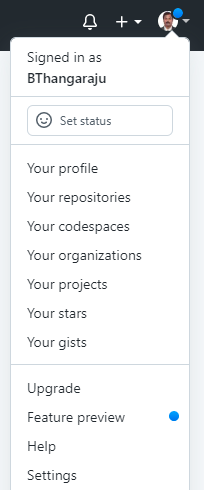 Signed in as
BThangaraju
Set status
Your profile
Your repositories
Your codespaces
Your organizations
Your projects
Your stars
Your gists
Upgrade
Feature preview
Help
Settings